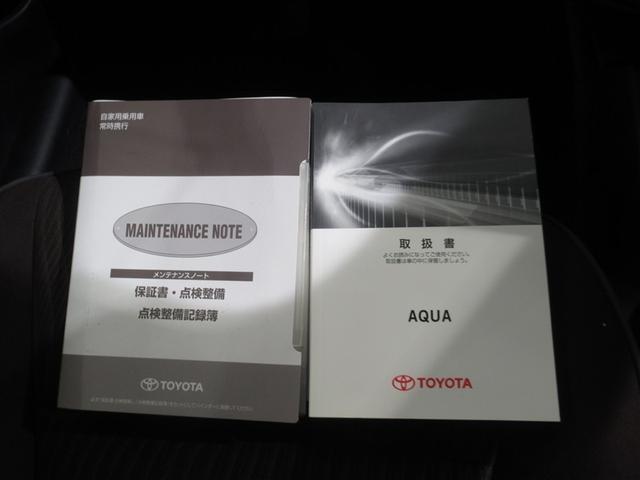 自家用乗用車
常時携行
MAINTENANCE NOTE
メンテナンスノート
保証書・点検整備
点検整備記録簿
TOYOTA
取扱書
よくお読みになってご使用ください。
取扱書は車の中に保管しましょう。
AQUA
TOYOTA